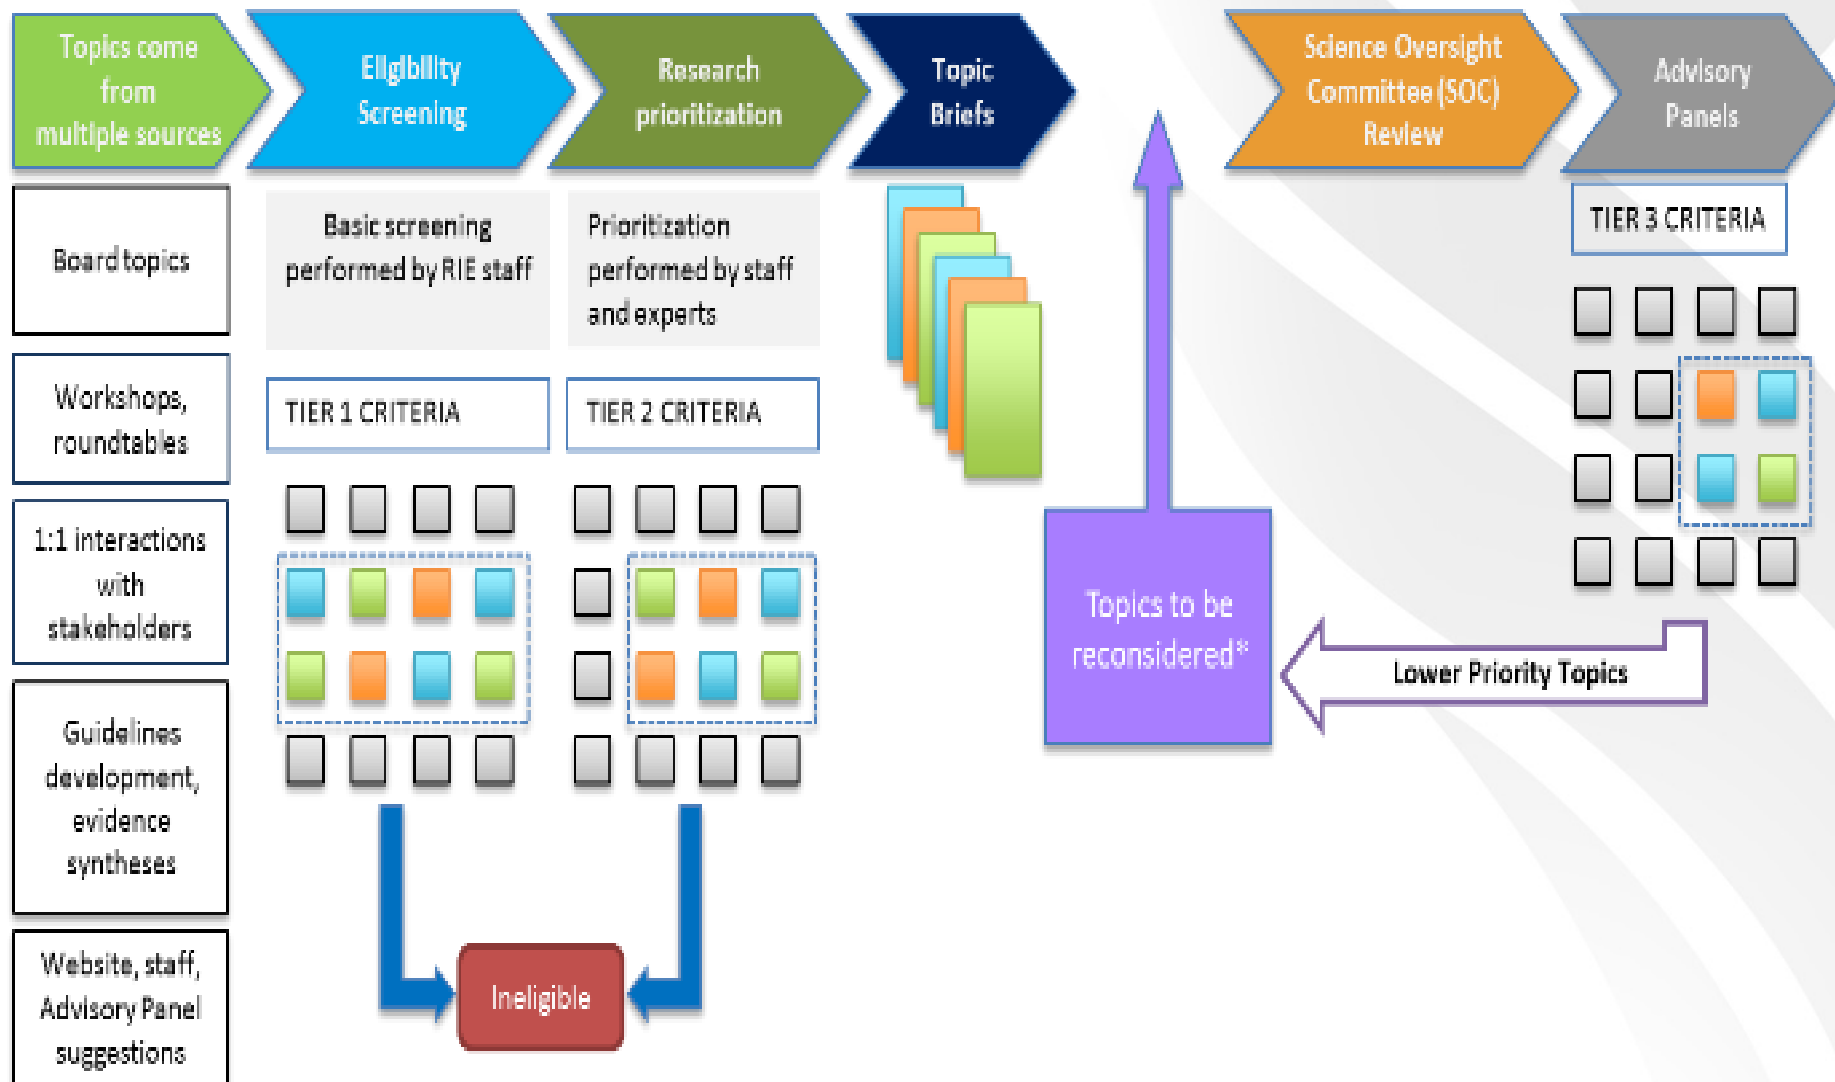 Topics come
from
multiple sources
Eligibility
Screening
Research
prioritization
Topic
Briefs
Science Oversight
Committee (SOC)
Review
Advisory
Panels
Board topics
Workshops,
roundtables
1:1 interactions
with
stakeholders
Guidelines
development,
evidence
syntheses
Website, staff,
Advisory Panel
suggestions
Basic screening
performed by RIE staff
TIER 1 CRITERIA
Prioritization
performed by staff
and experts
TIER 2 CRITERIA
Ineligible
Topics to be
reconsidered*
TIER 3 CRITERIA
Lower Priority Topics